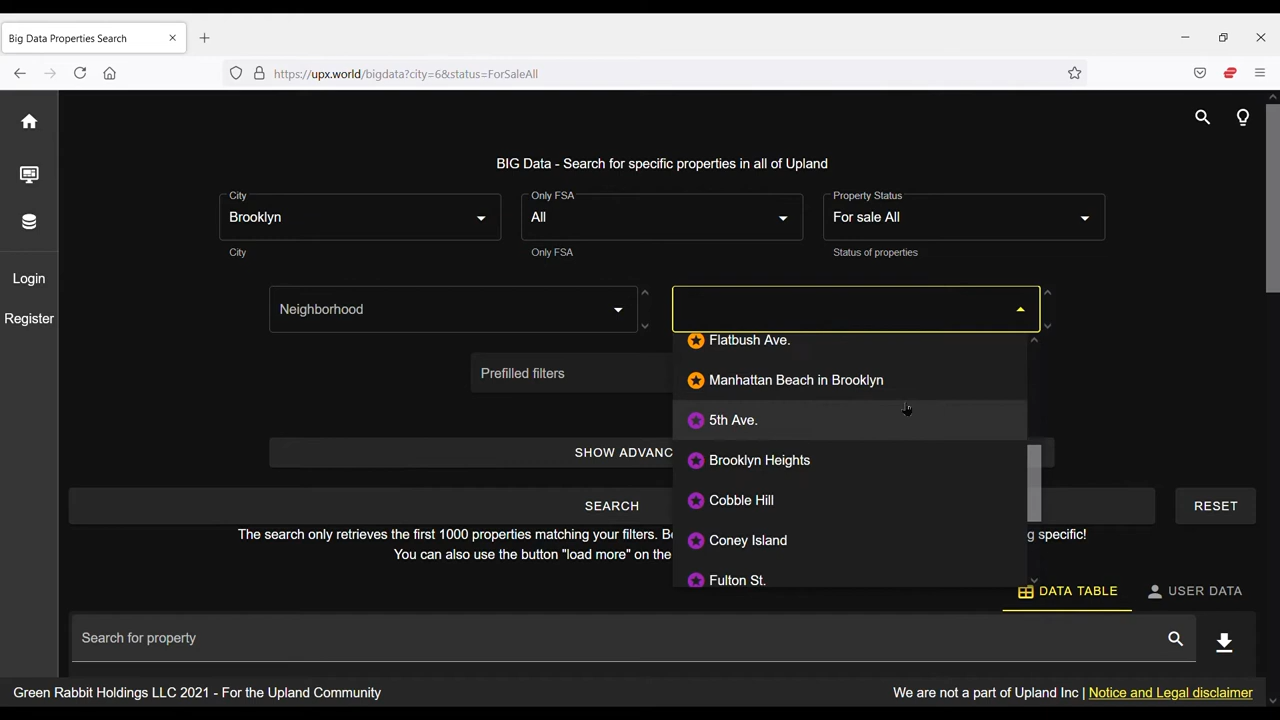 Big Data Properties Search
https://upx.world/bigdata?city=6&status=ForSaleAll
BIG Data - Search for specific properties in all of Upland
City
Only FSA
Property Status
Brooklyn
All
For sale All
City
Only FSA
Status of properties
Login
Register
Neighborhood
Flatbush Ave.
Manhattan Beach in Brooklyn
5th Ave.
Brooklyn Heights
Cobble Hill
Coney Island
Fulton St.
Prefilled filters
SHOW ADVANC
SEARCH
RESET
The search only retrieves the first 1000 properties matching your filters. B
g specific!
You can also use the button "load more" on the
DATA TABLE
USER DATA
Search for property
Green Rabbit Holdings LLC 2021 - For the Upland Community
We are not a part of Upland Inc | Notice and Legal disclaimer